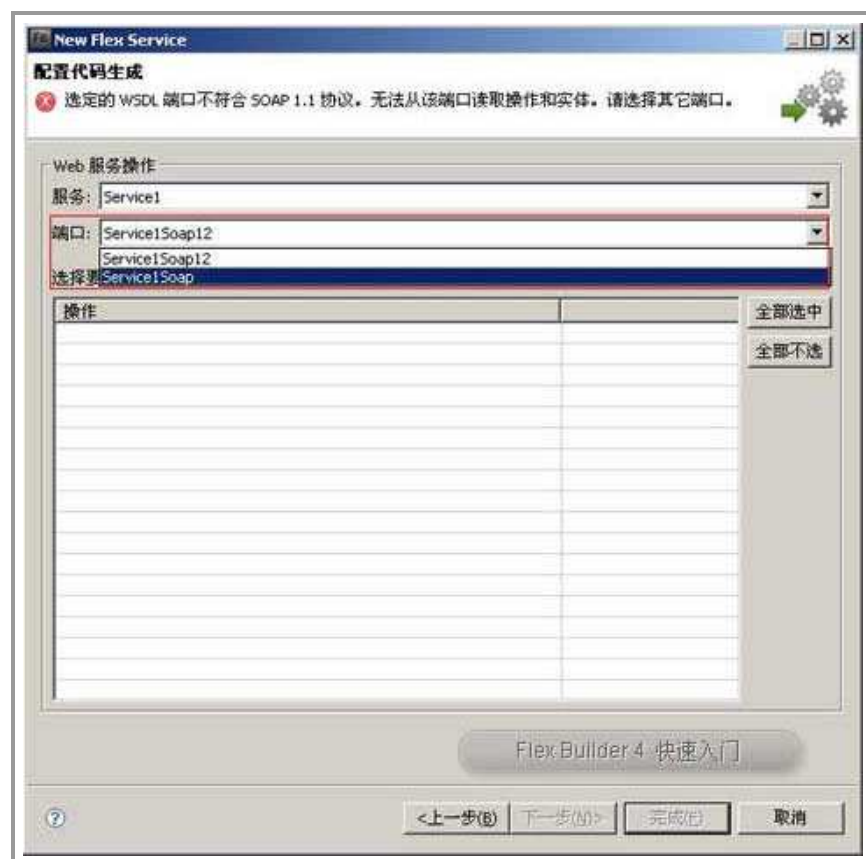 New Flex Service
配置代码生成
选定的 WSDL 端口不符合 SOAP 1.1 协议。无法从该端口读取操作和实体。请选择其它端口。
Web 服务操作
服务: Service1
端口: Service1Soap12
Service1Soap12
选择要 Service1Soap
操作
全部选中
全部不选
Flex Builder 4 快速入门
<上一步(B) 下一步(N)> 完成(F) 取消